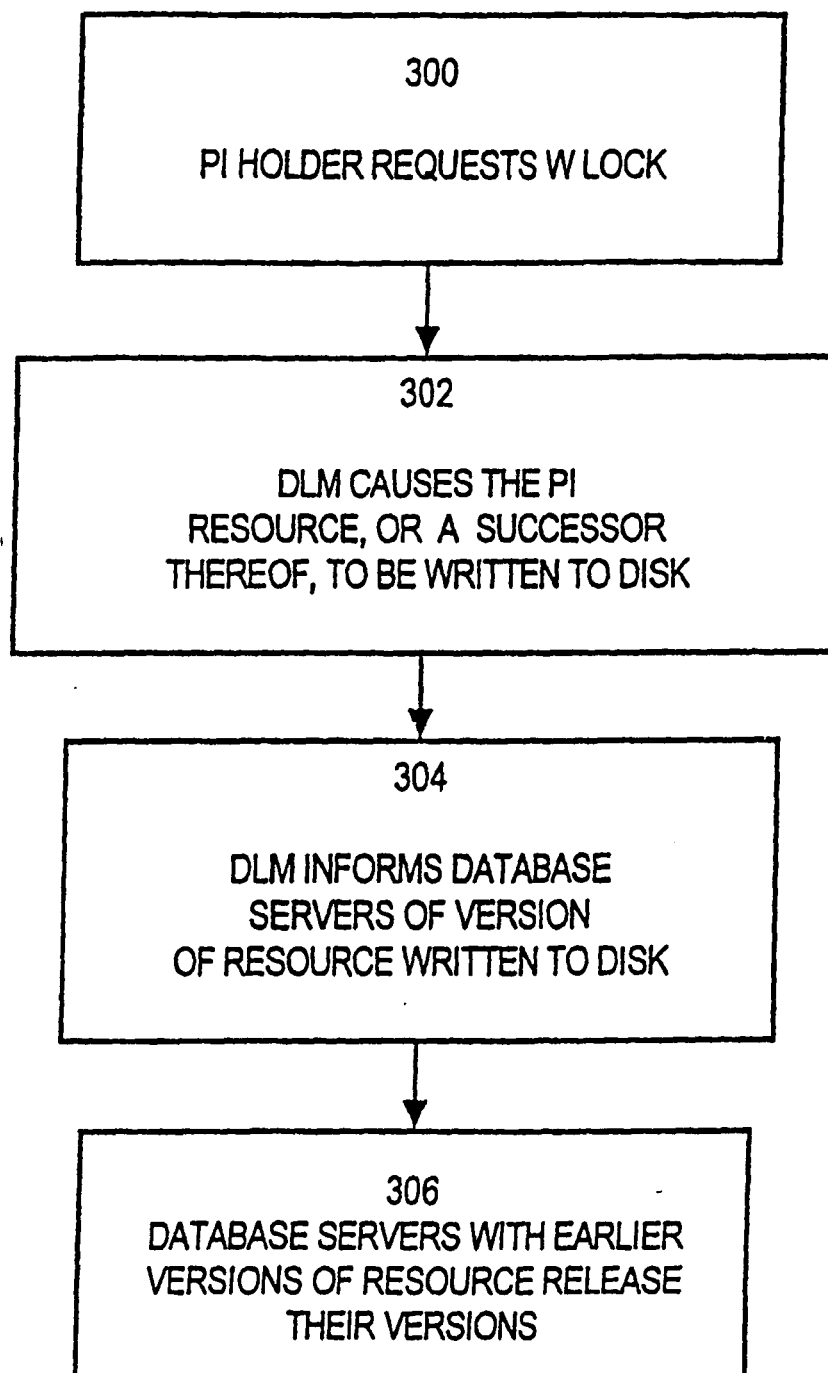 300
PI HOLDER REQUESTS W LOCK
302
DLM CAUSES THE PI
RESOURCE, OR A SUCCESSOR
THEREOF, TO BE WRITTEN TO DISK
304
DLM INFORMS DATABASE
SERVERS OF VERSION
OF RESOURCE WRITTEN TO DISK
306
DATABASE SERVERS WITH EARLIER
VERSIONS OF RESOURCE RELEASE
THEIR VERSIONS